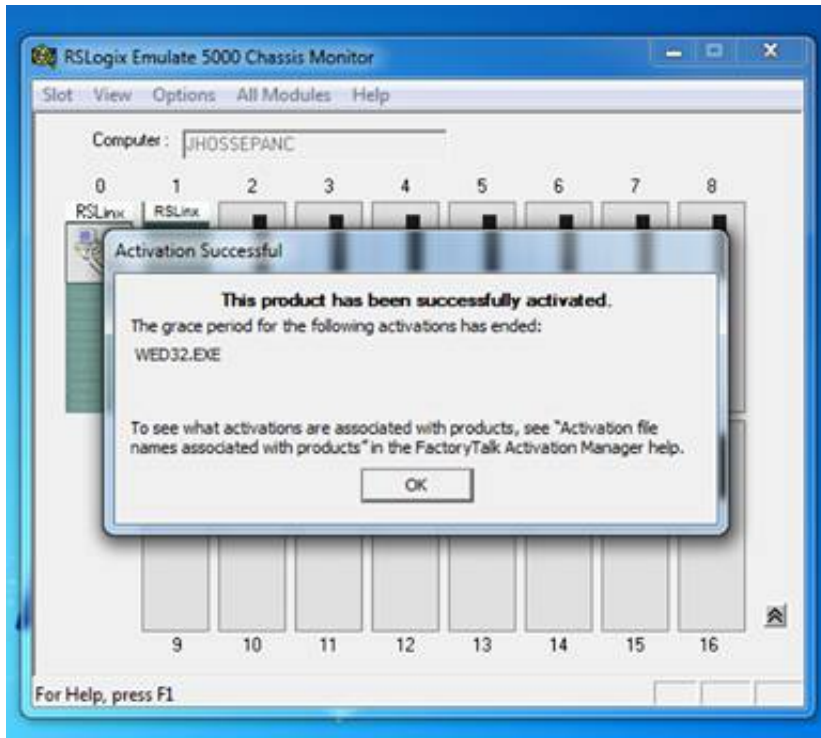 RSLogix Emulate 5000 Chassis Monitor
Slot View Options All Modules Help
Computer : JHOSSEPANC
0 1 2 3 4 5 6 7 8
RSLinx RSLinx
Activation Successful
This product has been successfully activated.
The grace period for the following activations has ended:
WED32.EXE
To see what activations are associated with products, see "Activation file
names associated with products" in the FactoryTalk Activation Manager help.
OK
9 10 11 12 13 14 15 16
For Help, press F1